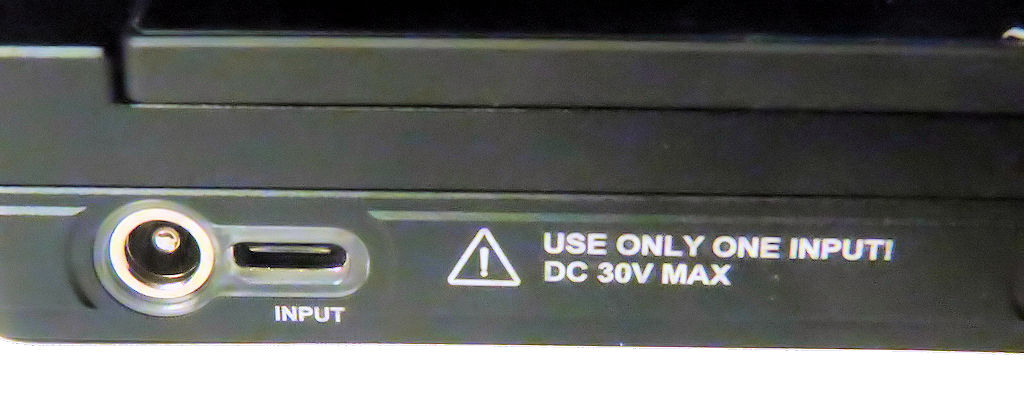 USE ONLY ONE INPUT!
DC 30V MAX
INPUT